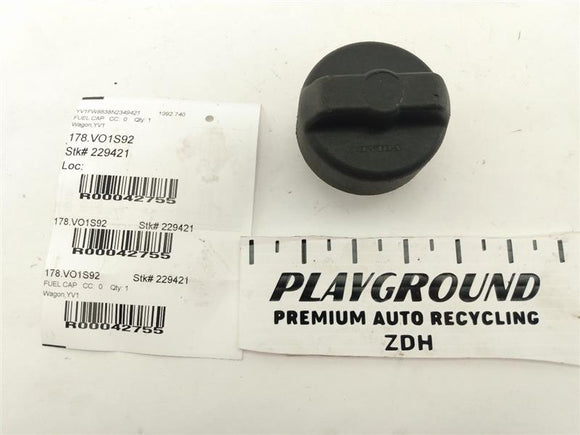 YV1FW8838N2349421 1992 740
FUEL CAP CC: 0 Qty: 1
Wagon,YV1
178.VO1S92
Stk# 229421
Loc:
R00042755
178.VO1S92 Stk# 229421
R00042755
178.VO1S92 Stk# 229421
FUEL CAP CC: 0 Qty: 1
Wagon,YV1
R00042755
PLAYGROUND
PREMIUM AUTO RECYCLING
ZDH